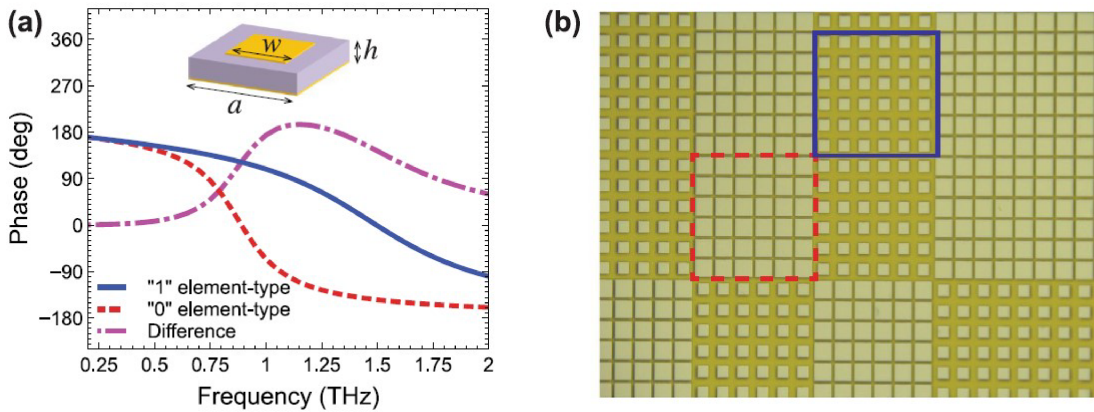 (a)
(b)
360
270
180
90
0
−90
−180
Phase (deg)
w
h
a
"1" element-type
"0" element-type
Difference
0.25 0.5 0.75 1 1.25 1.5 1.75 2
Frequency (THz)